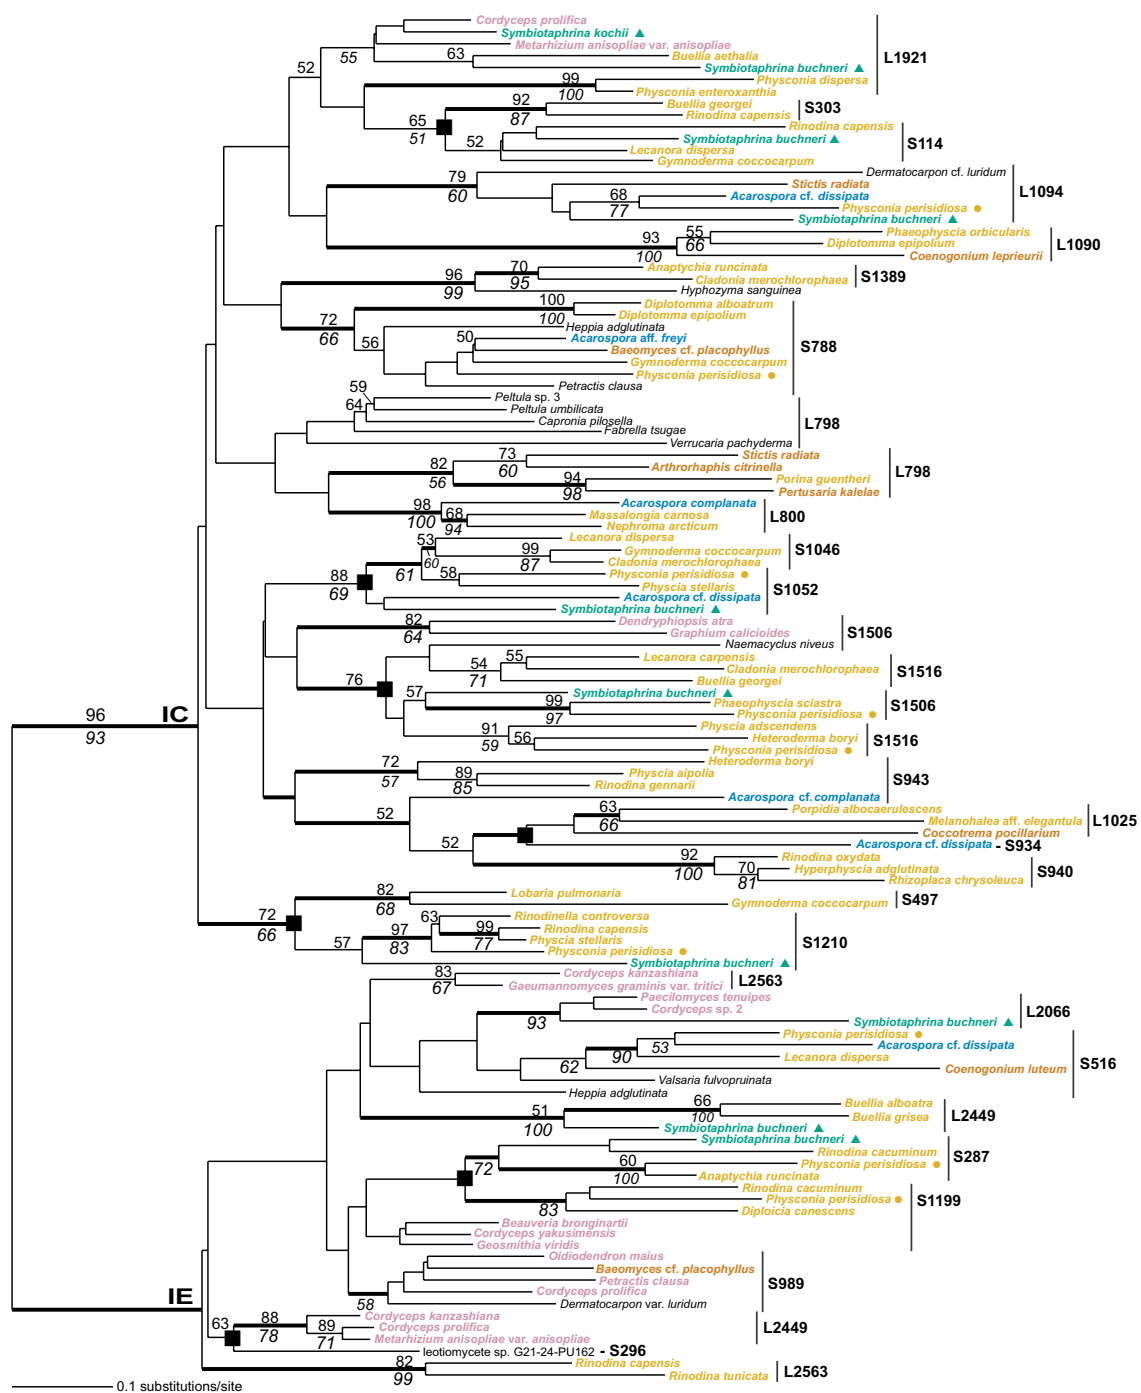 Cordyceps prolifica
Symbiotaphrina kochii ▲
55
Metarhizium anisopliae var. anisopliae
L1921
52
63
Buellia aethalia
Symbiotaphrina buchneri ▲
99
Physconia dispersa
100
Physconia enteroxanthia
92
Buellia georgei
S303
87
Rinodina capensis
65
51
Rinodina capensis
52
Symbiotaphrina buchneri ▲
S114
Lecanora dispersa
Gymnoderma coccocarpum
79
60
Dermatocarpon cf. luridum
Stictis radiata
L1094
68
Acarospora cf. dissipata
77
Physconia perisidiosa ●
Symbiotaphrina buchneri ▲
93
100
55
Phaeophyscia orbicularis
66
Diplotomma epipolium
L1090
Coenogonium leprieurii
96
99
70
Anaptychia runcinata
95
Cladonia merochlorophaea
S1389
Hyphozyma sanguinea
72
66
100
Diplotomma alboatrum
100
Diplotomma epipolium
56
Heppia adglutinata
50
Acarospora aff. freyi
S788
Baeomyces cf. placophyllus
Gymnoderma coccocarpum
Physconia perisidiosa ●
Petractis clausa
59
Peltula sp. 3
64
Peltula umbilicata
Capronia pilosella
L798
Fabrella tsugae
Verrucaria pachyderma
82
56
73
Stictis radiata
60
Arthrorhaphis citrinella
L798
94
Porina guentheri
98
Pertusaria kalelae
98
100
Acarospora complanata
68
Massalongia carnosa
L800
94
Nephroma arcticum
88
69
61
53
Lecanora dispersa
60
99
Gymnoderma coccocarpum
S1046
87
Cladonia merochlorophaea
58
Physconia perisidiosa ●
Physcia stellaris
S1052
Acarospora cf. dissipata
Symbiotaphrina buchneri ▲
82
Dendryphiopsis atra
64
Graphium calicioides
S1506
Naemacyclus niveus
76
54
71
55
Lecanora carpensis
Cladonia merochlorophaea
S1516
Buellia georgei
57
Symbiotaphrina buchneri ▲
99
Phaeophyscia sciastra
S1506
97
Physconia perisidiosa ●
91
59
Physcia adscendens
56
Heteroderma boryi
S1516
Physconia perisidiosa ●
96
93
IC
72
57
Heteroderma boryi
89
Physcia aipolia
85
Rinodina gennarii
S943
52
Acarospora cf. complanata
63
Porpidia albocaerulescens
66
Melanohalea aff. elegantula
L1025
Coccotrema pocillarium
52
Acarospora cf. dissipata - S934
92
100
Rinodina oxydata
70
Hyperphyscia adglutinata
S940
81
Rhizoplaca chrysoleuca
72
66
82
Lobaria pulmonaria
68
Gymnoderma coccocarpum
S497
57
97
83
63
Rinodinella controversa
99
Rinodina capensis
77
Physcia stellaris
S1210
Physconia perisidiosa ●
Symbiotaphrina buchneri ▲
83
Cordyceps kanzashiana
67
Gaeumannomyces graminis var. tritici
L2563
Paecilomyces tenuipes
93
Cordyceps sp. 2
L2066
Symbiotaphrina buchneri ▲
62
90
53
Physconia perisidiosa ●
Acarospora cf. dissipata
Lecanora dispersa
S516
Coenogonium luteum
Valsaria fulvopruinata
Heppia adglutinata
51
100
66
Buellia alboatra
100
Buellia grisea
L2449
Symbiotaphrina buchneri ▲
72
Symbiotaphrina buchneri ▲
Rinodina cacuminum
S287
60
Physconia perisidiosa ●
100
Anaptychia runcinata
83
Rinodina cacuminum
Physconia perisidiosa ●
S1199
Diploicia canescens
Beauveria bronginartii
Cordyceps yakusimensis
Geosmithia viridis
Oidiodendron maius
Baeomyces cf. placophyllus
Petractis clausa
S989
Cordyceps prolifica
58
Dermatocarpon var. luridum
IE
63
88
78
Cordyceps kanzashiana
89
Cordyceps prolifica
L2449
71
Metarhizium anisopliae var. anisopliae
leotiomycete sp. G21-24-PU162 - S296
82
99
Rinodina capensis
Rinodina tunicata
L2563
0.1 substitutions/site